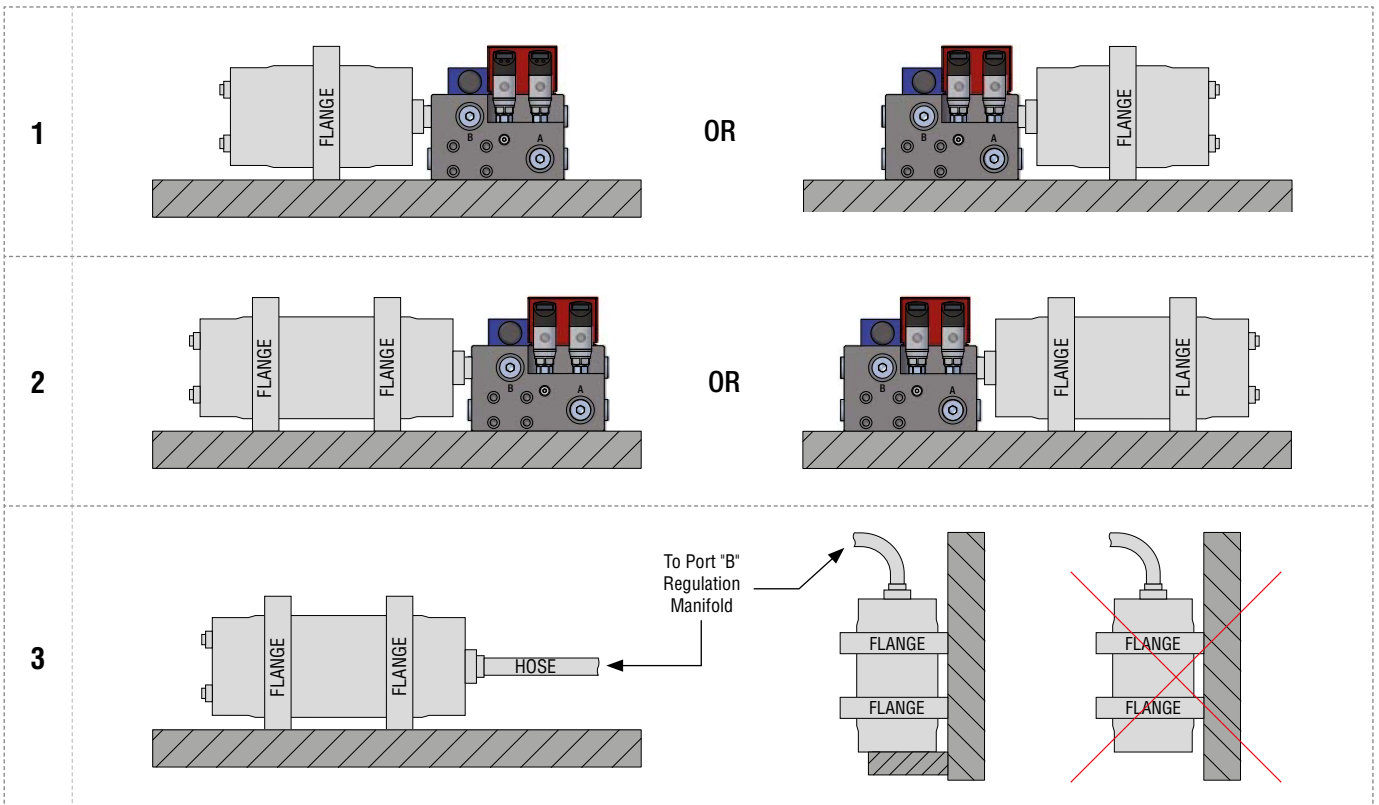 1
FLANGE
B
A
OR
B
A
FLANGE
2
FLANGE
FLANGE
B
A
OR
B
A
FLANGE
FLANGE
3
FLANGE
FLANGE
HOSE
To Port "B"
Regulation
Manifold
FLANGE
FLANGE
FLANGE
FLANGE